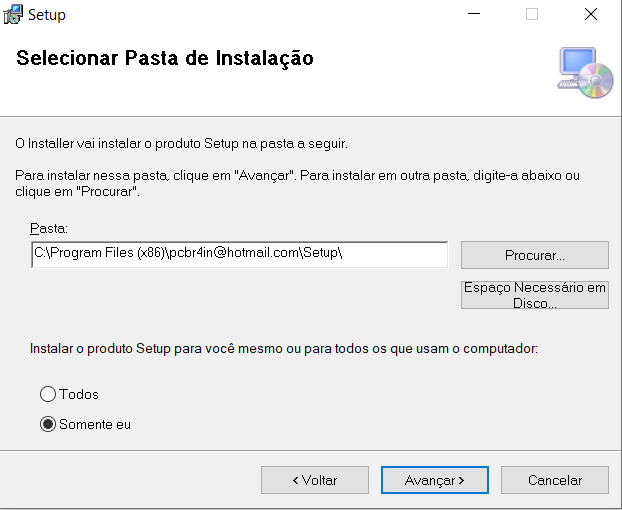 Setup
Selecionar Pasta de Instalação
O Installer vai instalar o produto Setup na pasta a seguir.
Para instalar nessa pasta, clique em "Avançar". Para instalar em outra pasta, digite-a abaixo ou
clique em "Procurar".
Pasta:
C:\Program Files (x86)\pcbr4in@hotmail.com\Setup\
Procurar...
Espaço Necessário em
Disco...
Instalar o produto Setup para você mesmo ou para todos os que usam o computador:
Todos
Somente eu
< Voltar
Avançar >
Cancelar